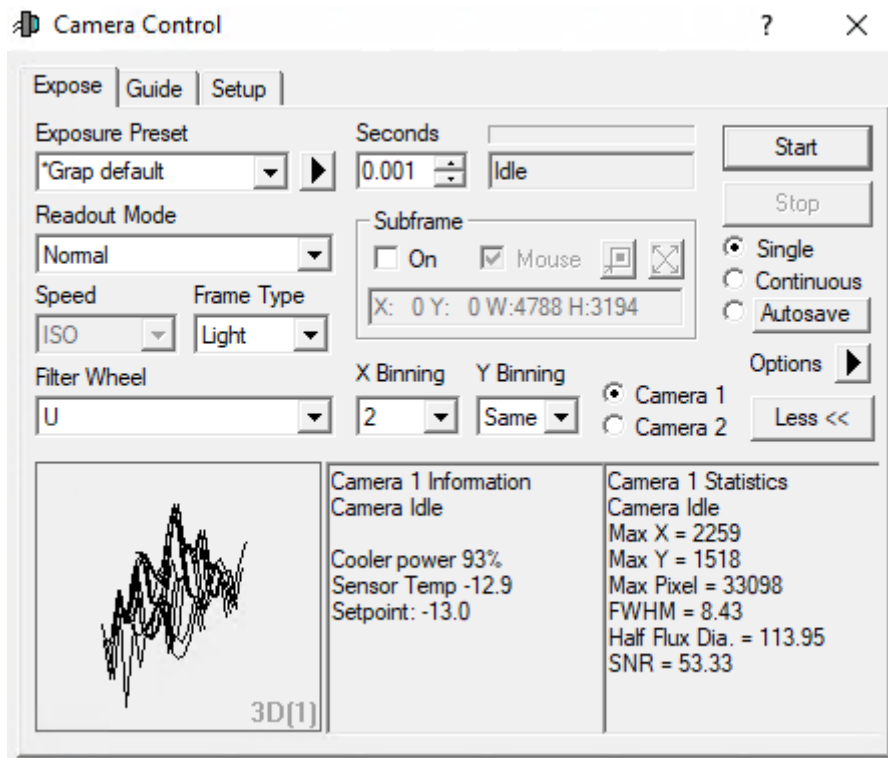 Camera Control
?
Expose
Guide
Setup
Exposure Preset
Seconds
*Grap default
0.001
Idle
Start
Stop
Readout Mode
Normal
Subframe
On
Mouse
X: 0 Y: 0 W:4788 H:3194
Single
Continuous
Autosave
Speed
Frame Type
ISO
Light
Options
Filter Wheel
U
X Binning
Y Binning
2
Same
Camera 1
Camera 2
Less <<
3D(1)
Camera 1 Information
Camera Idle
Cooler power 93%
Sensor Temp -12.9
Setpoint: -13.0
Camera 1 Statistics
Camera Idle
Max X = 2259
Max Y = 1518
Max Pixel = 33098
FWHM = 8.43
Half Flux Dia. = 113.95
SNR = 53.33